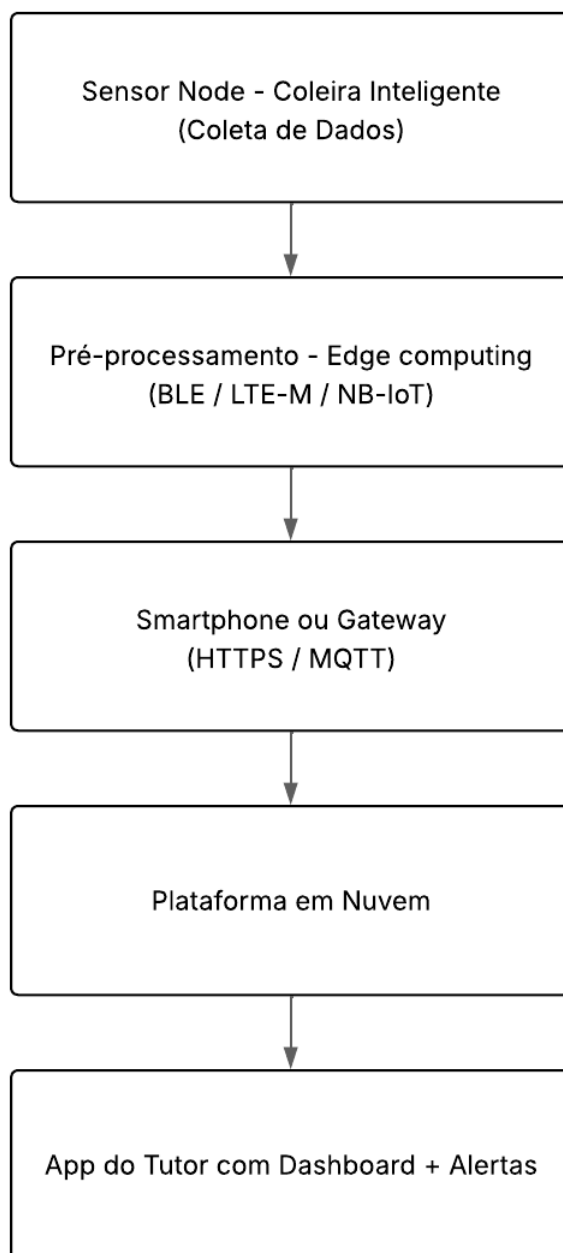 Sensor Node - Coleira Inteligente
(Coleta de Dados)
Pré-processamento - Edge computing
(BLE / LTE-M / NB-IoT)
Smartphone ou Gateway
(HTTPS / MQTT)
Plataforma em Nuvem
App do Tutor com Dashboard + Alertas